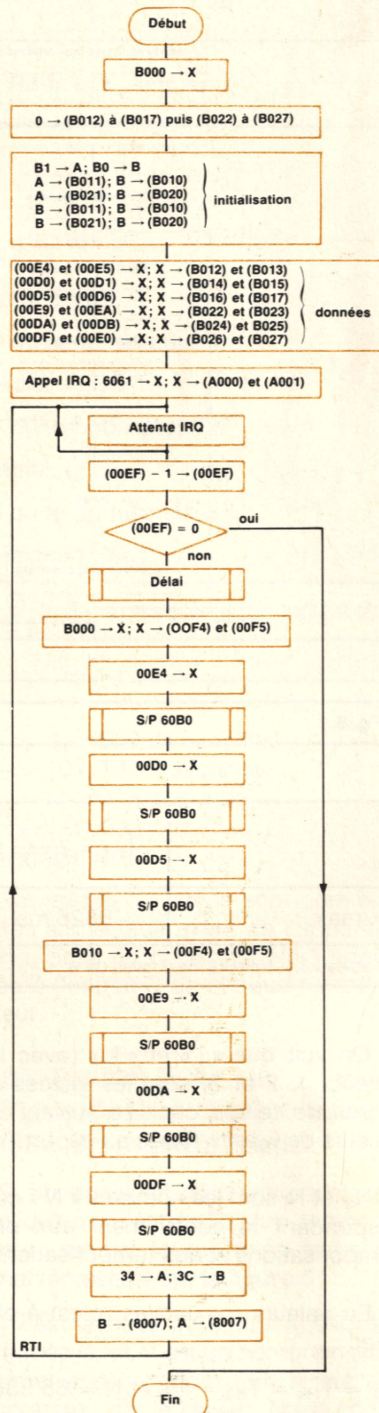 Début
B000 → X
0 → (B012) à (B017) puis (B022) à (B027)
B1 → A; B0 → B
A → (B011); B → (B010)
A → (B021); B → (B020)
B → (B011); B → (B010)
B → (B021); B → (B020)
initialisation
(00E4) et (00E5) → X; X → (B012) et (B013)
(00D0) et (00D1) → X; X → (B014) et (B015)
(00D5) et (00D6) → X; X → (B016) et (B017)
(00E9) et (00EA) → X; X → (B022) et (B023)
(00DA) et (00DB) → X; X → (B024) et B025)
(00DF) et (00E0) → X; X → (B026) et (B027)
données
Appel IRQ : 6061 → X; X → (A000) et (A001)
Attente IRQ
(00EF) − 1 → (00EF)
(00EF) = 0
oui
non
Délai
B000 → X; X → (OOF4) et (00F5)
00E4 → X
S/P 60B0
00D0 → X
S/P 60B0
00D5 → X
S/P 60B0
B010 → X; X → (00F4) et (00F5)
00E9 → X
S/P 60B0
00DA → X
S/P 60B0
00DF → X
S/P 60B0
34 → A; 3C → B
B → (8007); A → (8007)
RTI
Fin